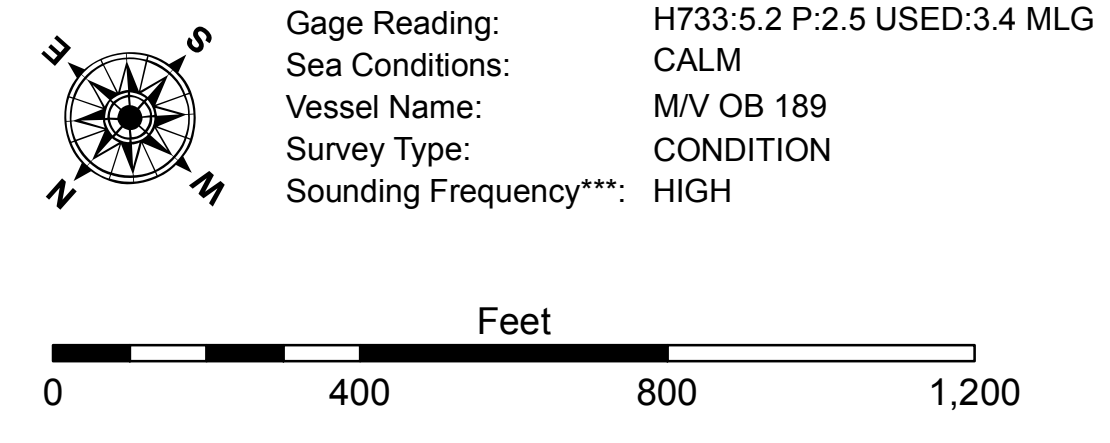 E
S
N
W
Gage Reading: H733:5.2 P:2.5 USED:3.4 MLG
Sea Conditions: CALM
Vessel Name: M/V OB 189
Survey Type: CONDITION
Sounding Frequency***: HIGH
Feet
0 400 800 1,200